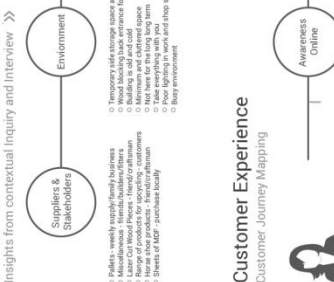 Insights from contextual Inquiry and Interview
Suppliers &
Stakeholders
Pallets - weekly supply/family business
Miscellaneous - friends/builders/fitters
Lazer Cut Wood Pieces - friend/craftsman
Range of products for upcycling - customers
Horse shoe products - friend/craftsman
Sheets of MDF - purchase locally
Enviornment
Temporary side storage space a
Wood blocking back entrance fo
Building is old and cold
Minimum and cluttered space
Not here for the long long term
Take everything with you
Poor lighting in work and shop s
Busy environment
Customer Experience
Customer Journey Mapping
Awareness
Online